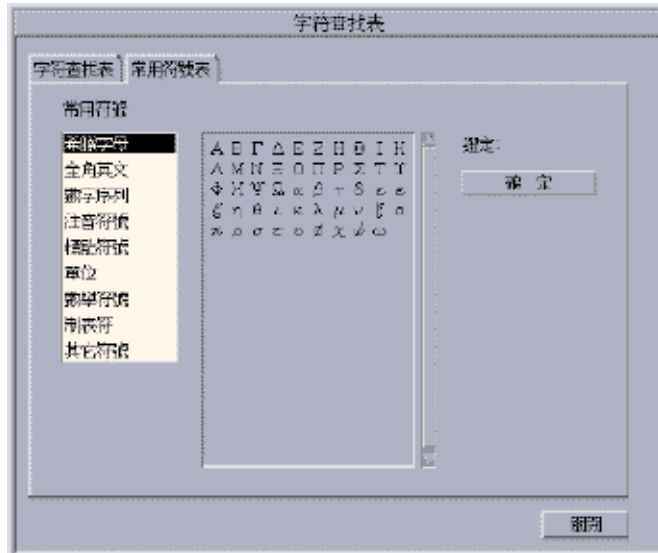 字符查找表
字符查找表 常用符號表
常用符號
希臘字母
全角英文
數字序列
注音符號
標點符號
單位
數學符號
制表符
其它符號
Α Β Γ Δ Ε Ζ Η Θ Ι Κ
Λ Μ Ν Ξ Ο Π Ρ Σ Τ Υ
Φ Χ Ψ Ω α β γ δ ε ε
ξ η θ ι κ λ μ ν ξ ο
π ρ σ τ υ φ χ ψ ω
選定:
確 定
關閉